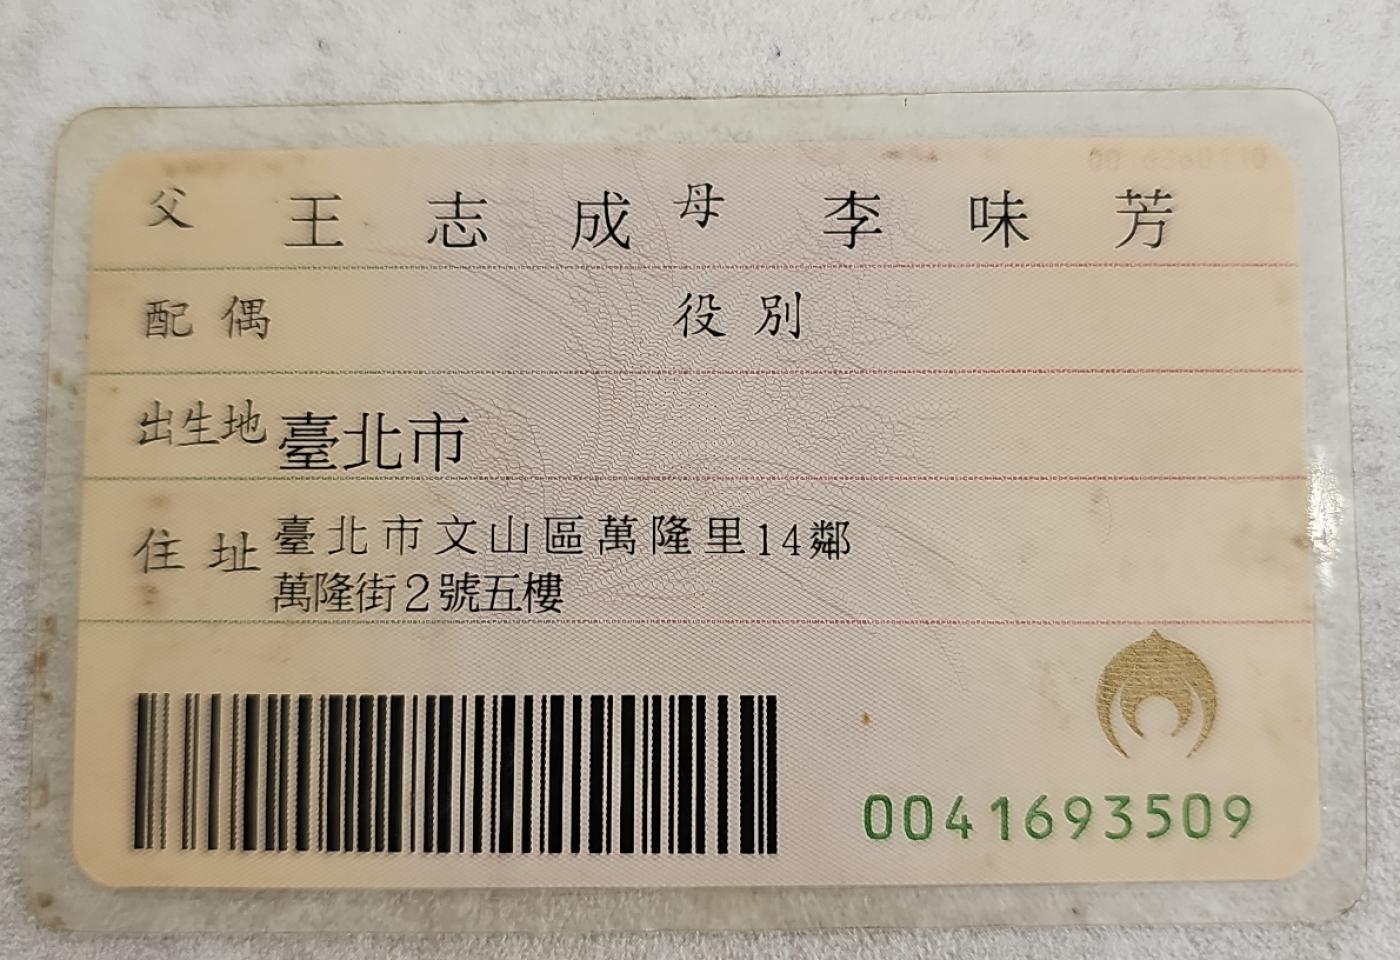 父 王志成 母 李味芳
配偶 役別
出生地 臺北市
住址 臺北市文山區萬隆里14鄰
萬隆街2號五樓
0041693509